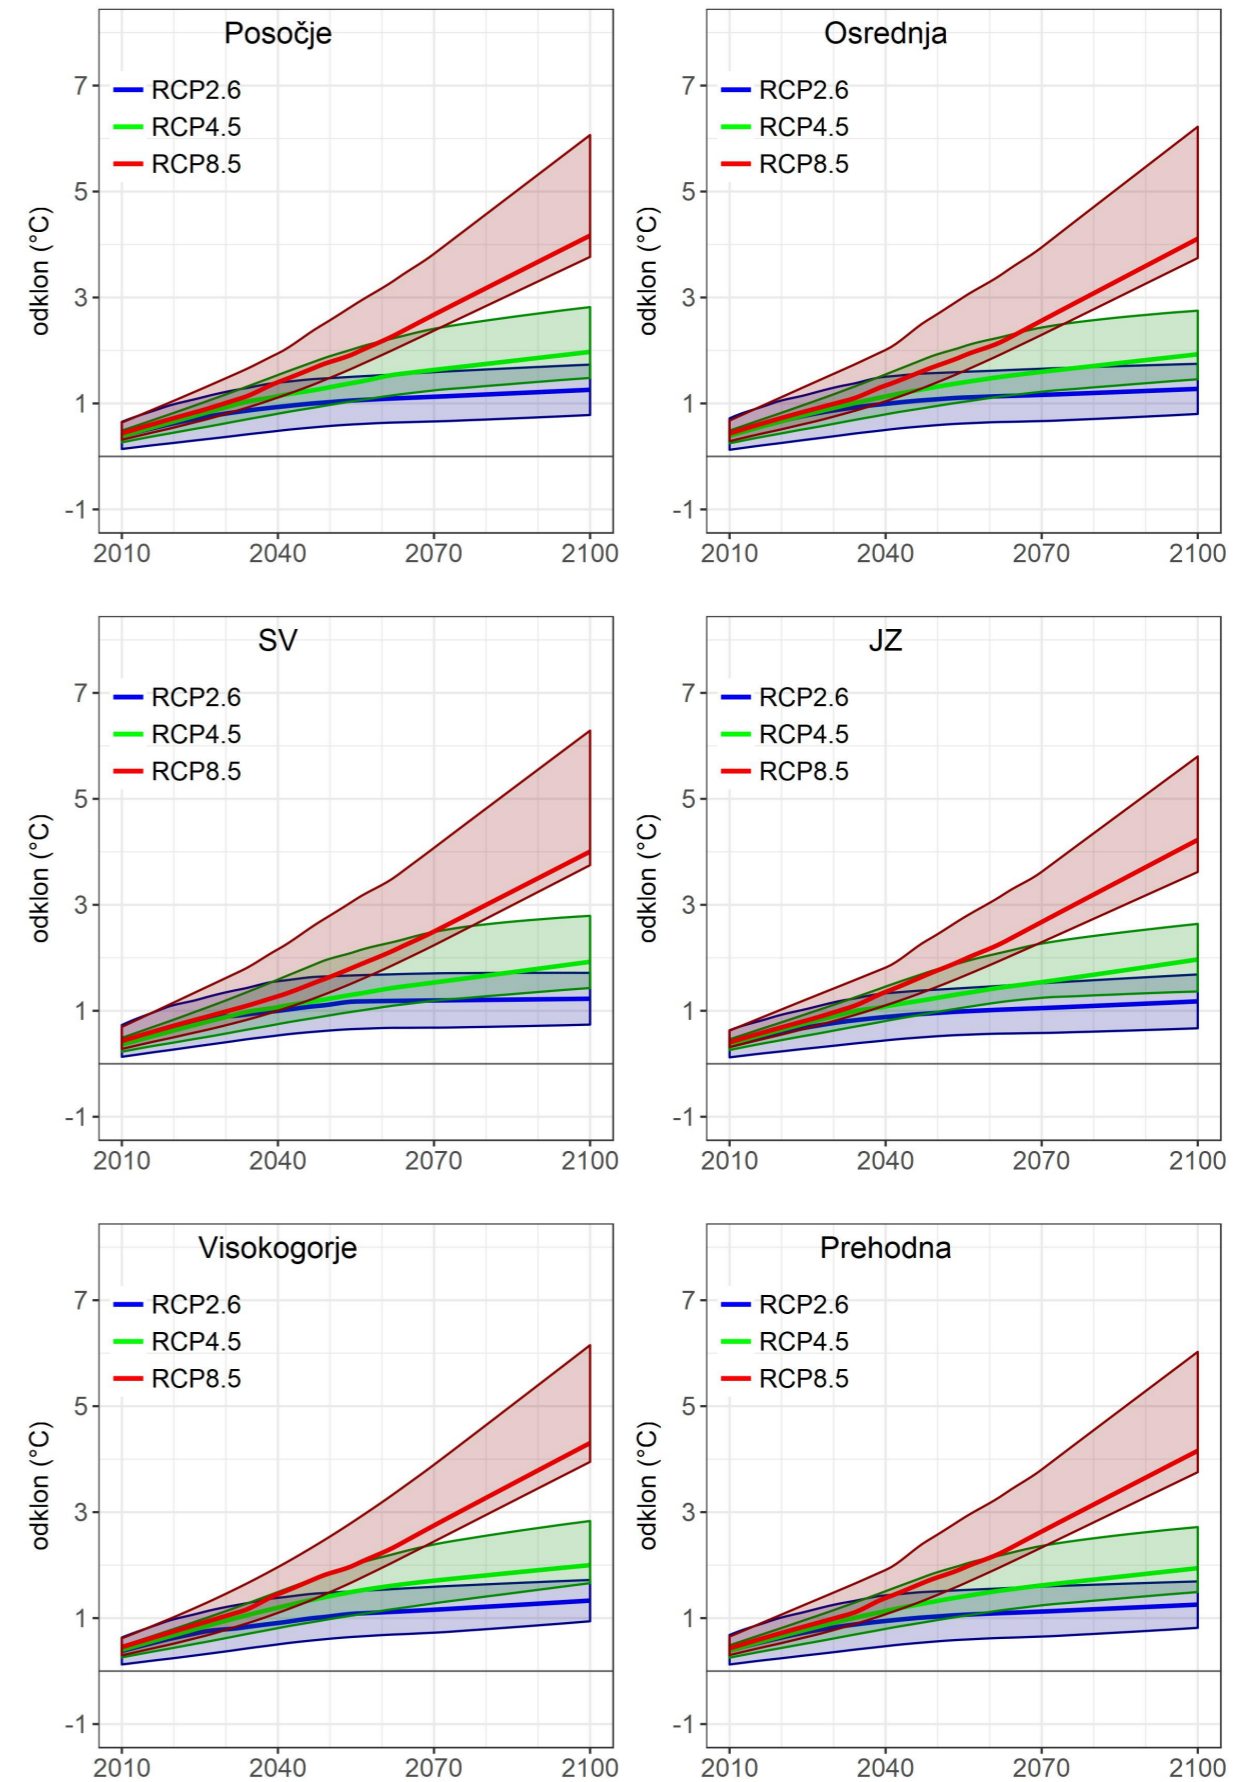 Posočje
RCP2.6
RCP4.5
RCP8.5
odklon (°C)
7
5
3
1
-1
2010 2040 2070 2100
Osrednja
RCP2.6
RCP4.5
RCP8.5
odklon (°C)
7
5
3
1
-1
2010 2040 2070 2100
SV
RCP2.6
RCP4.5
RCP8.5
odklon (°C)
7
5
3
1
-1
2010 2040 2070 2100
JZ
RCP2.6
RCP4.5
RCP8.5
odklon (°C)
7
5
3
1
-1
2010 2040 2070 2100
Visokogorje
RCP2.6
RCP4.5
RCP8.5
odklon (°C)
7
5
3
1
-1
2010 2040 2070 2100
Prehodna
RCP2.6
RCP4.5
RCP8.5
odklon (°C)
7
5
3
1
-1
2010 2040 2070 2100